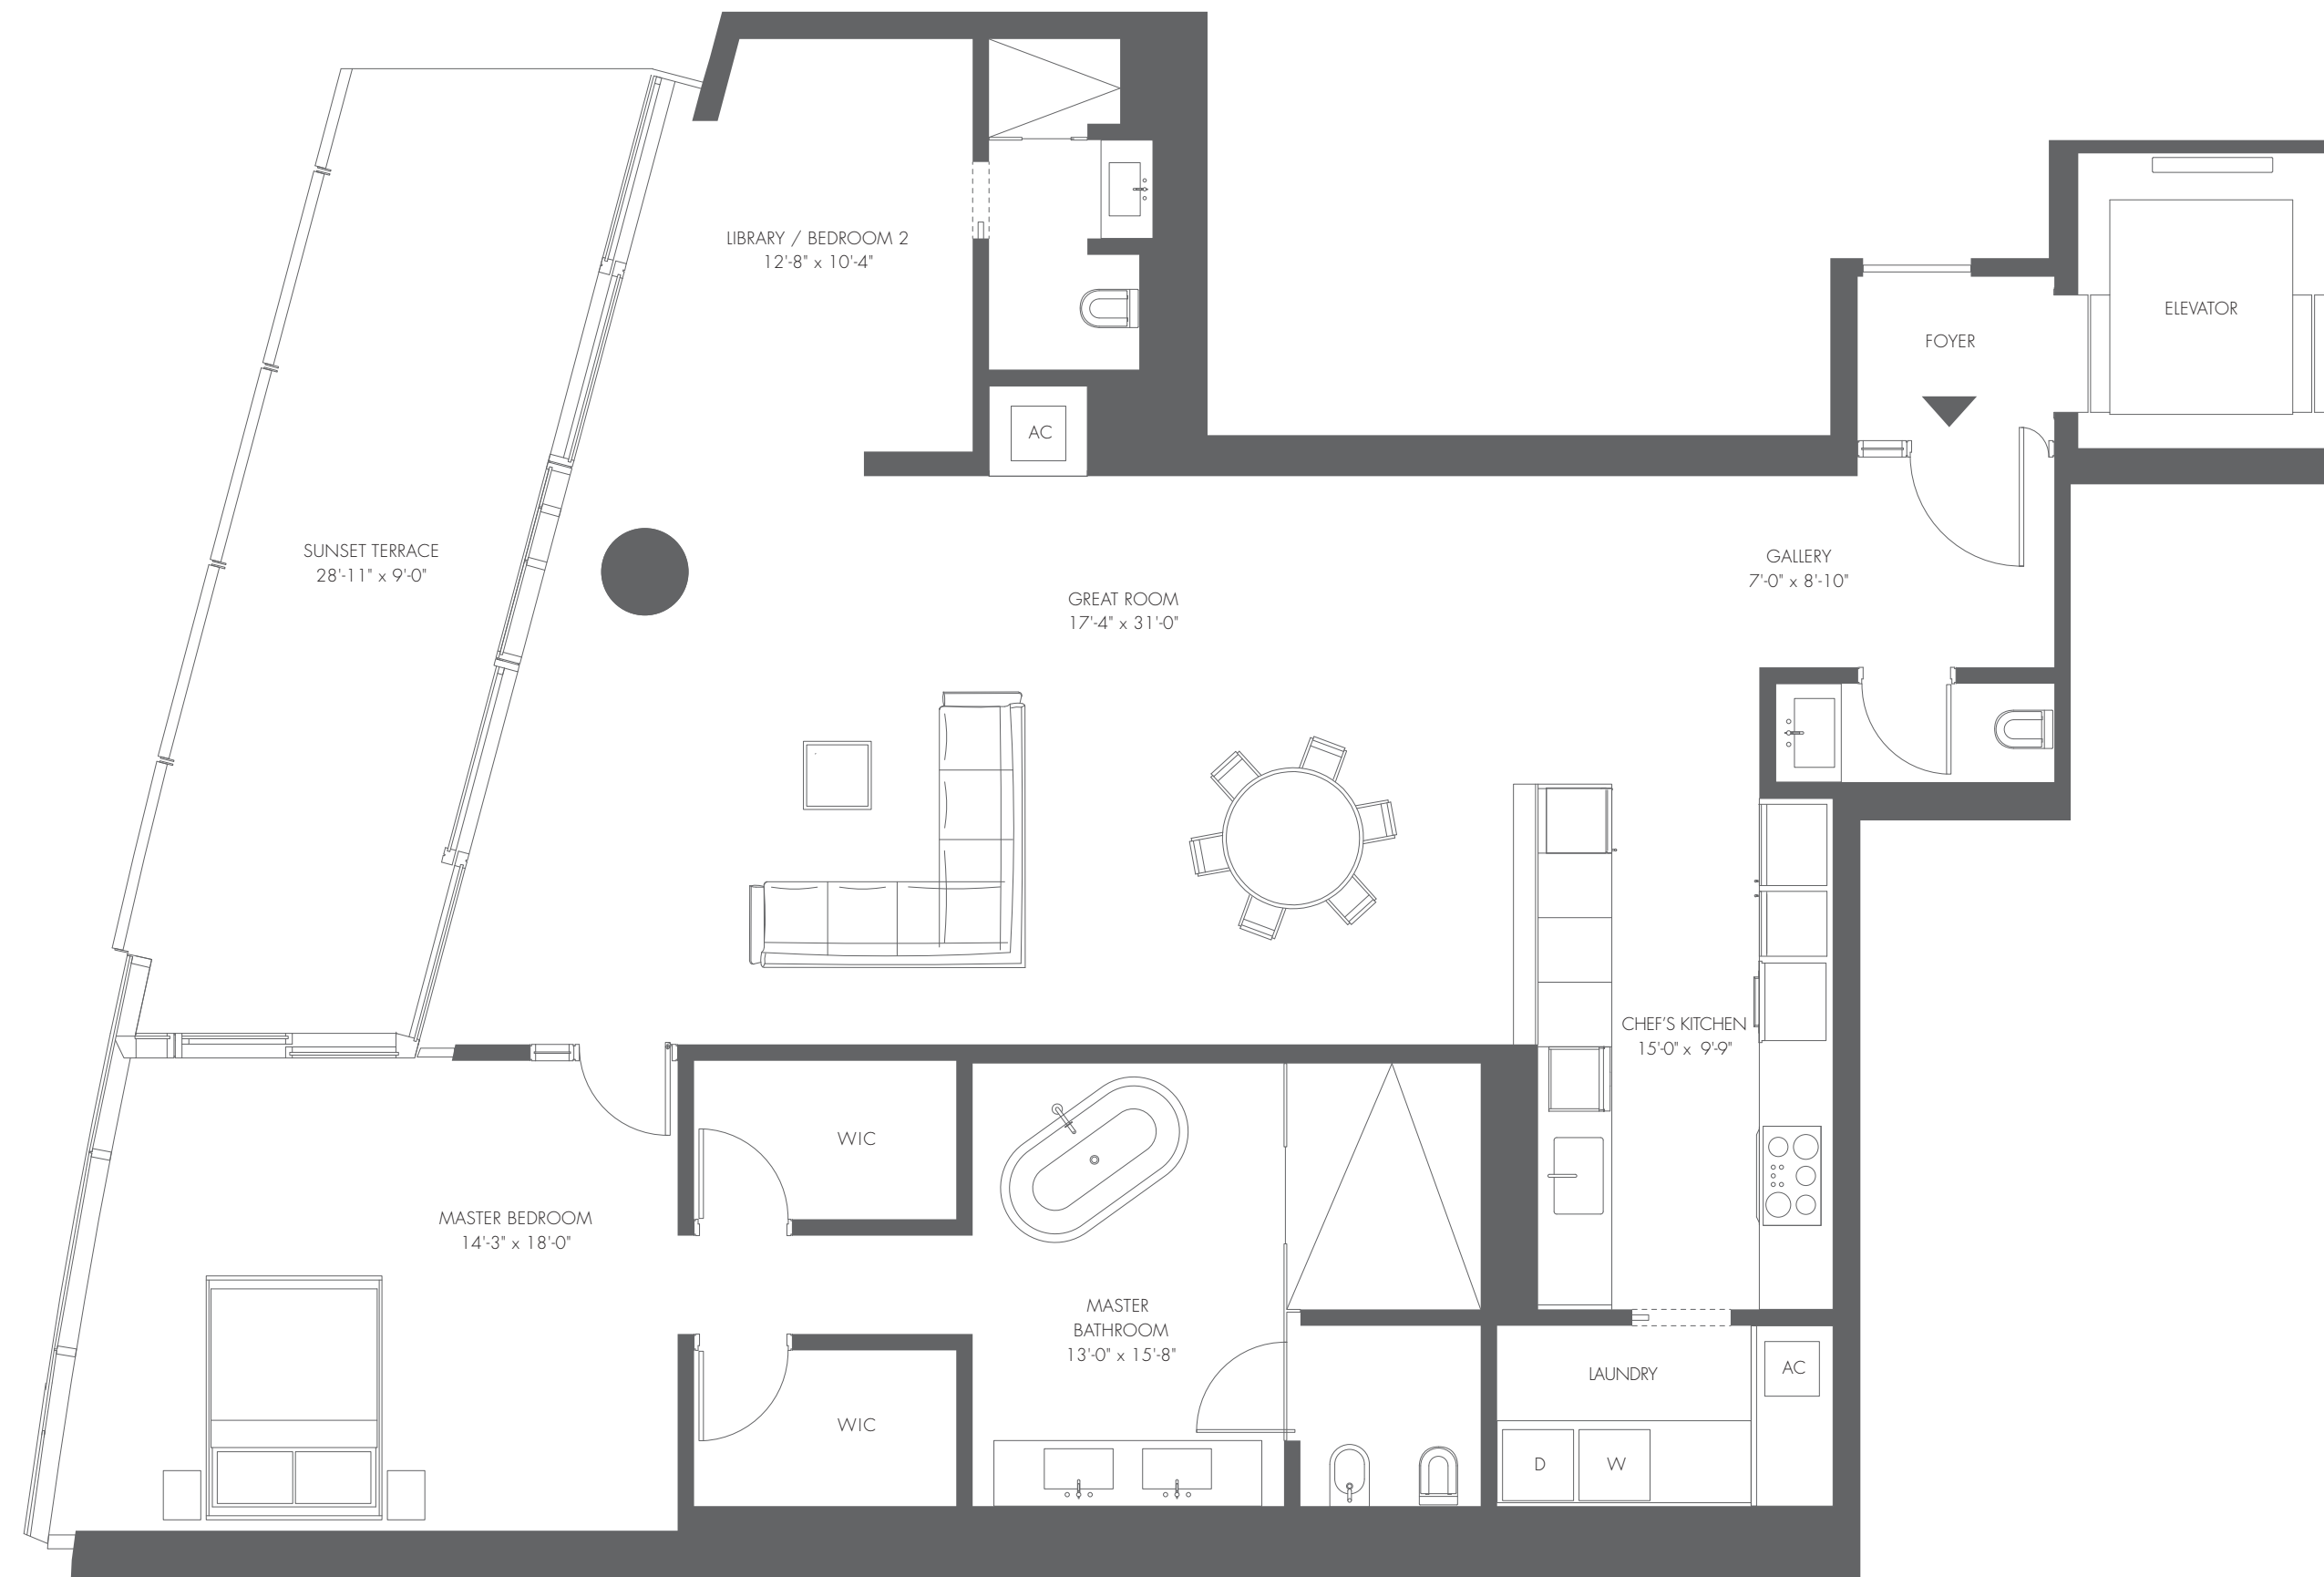 LIBRARY / BEDROOM 2
12'-8" x 10'-4"
ELEVATOR
FOYER
AC
SUNSET TERRACE
28'-11" x 9'-0"
GALLERY
7'-0" x 8'-10"
GREAT ROOM
17'-4" x 31'-0"
CHEF'S KITCHEN
15'-0" x 9'-9"
WIC
MASTER BEDROOM
14'-3" x 18'-0"
MASTER
BATHROOM
13'-0" x 15'-8"
LAUNDRY
AC
WIC
D
W